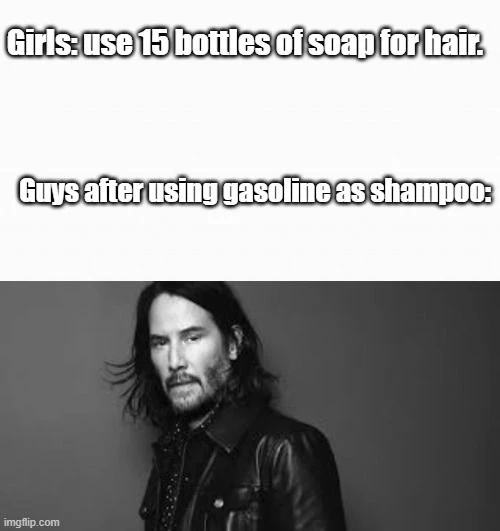 Girls: use 15 bottles of soap for hair.
Guys after using gasoline as shampoo:
imgflip.com